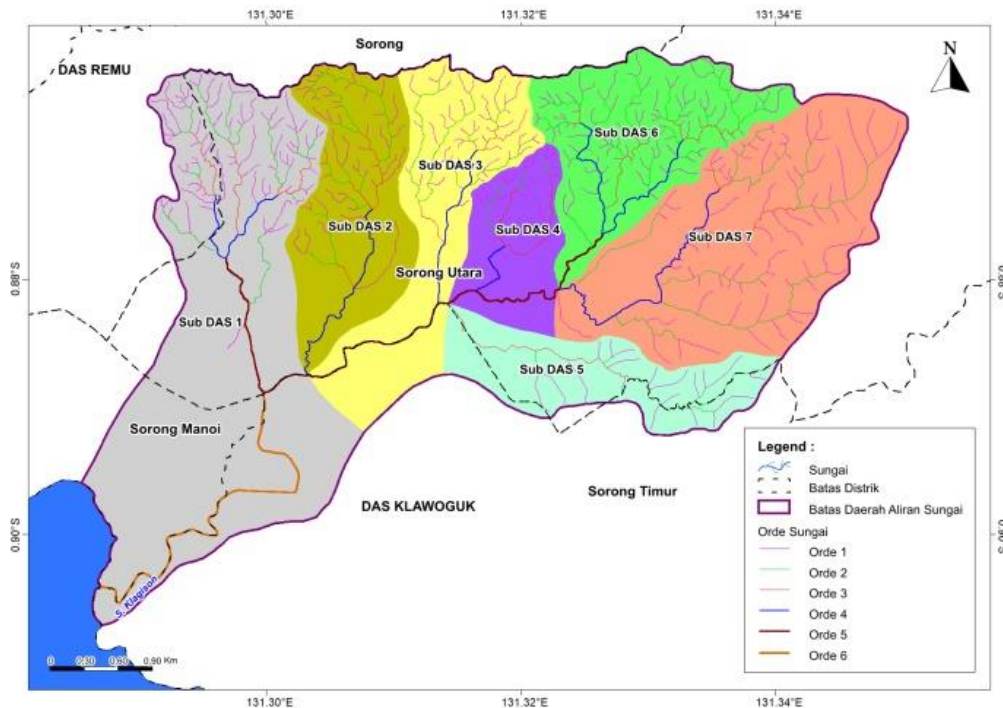 131.30°E
131.32°E
131.34°E
Sorong
DAS REMU
N
Sub DAS 6
Sub DAS 3
Sub DAS 2
Sub DAS 4
Sub DAS 7
Sorong Utara
0.88°S
0.88°S
Sub DAS 1
Sub DAS 5
Sorong Manoi
DAS KLAWOGUK
Sorong Timur
0.90°S
0.90°S
S. Klagison
0 0.30 0.60 0.90 Km
Legend :
Sungai
Batas Distrik
Batas Daerah Aliran Sungai
Orde Sungai
Orde 1
Orde 2
Orde 3
Orde 4
Orde 5
Orde 6
131.30°E
131.32°E
131.34°E